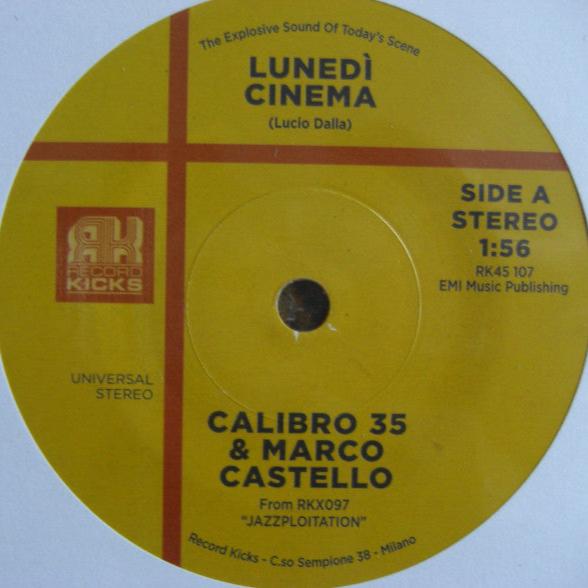 The Explosive Sound Of Today's Scene
LUNEDÌ
CINEMA
(Lucio Dalla)
SIDE A
STEREO
1:56
RK45 107
EMI Music Publishing
RK
RECORD
KICKS
UNIVERSAL
STEREO
CALIBRO 35
& MARCO
CASTELLO
From RKX097
"JAZZPLOITATION"
Record Kicks - C.so Sempione 38 - Milano